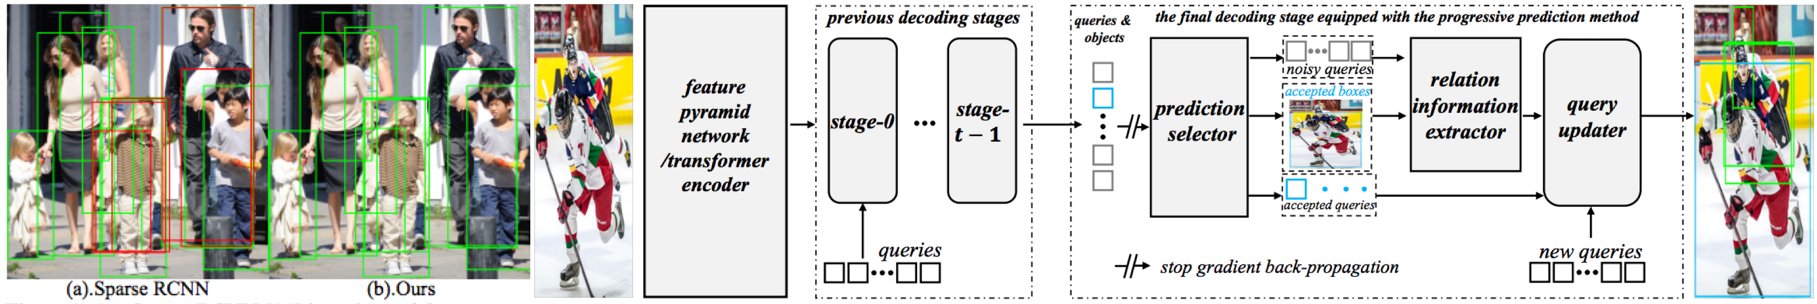 (a).Sparse RCNN
(b).Ours
feature
pyramid
network
/transformer
encoder
previous decoding stages
stage-0
...
stage-
t − 1
queries
queries &
objects
the final decoding stage equipped with the progressive prediction method
prediction
selector
noisy queries
accepted boxes
accepted queries
relation
information
extractor
query
updater
new queries
stop gradient back-propagation